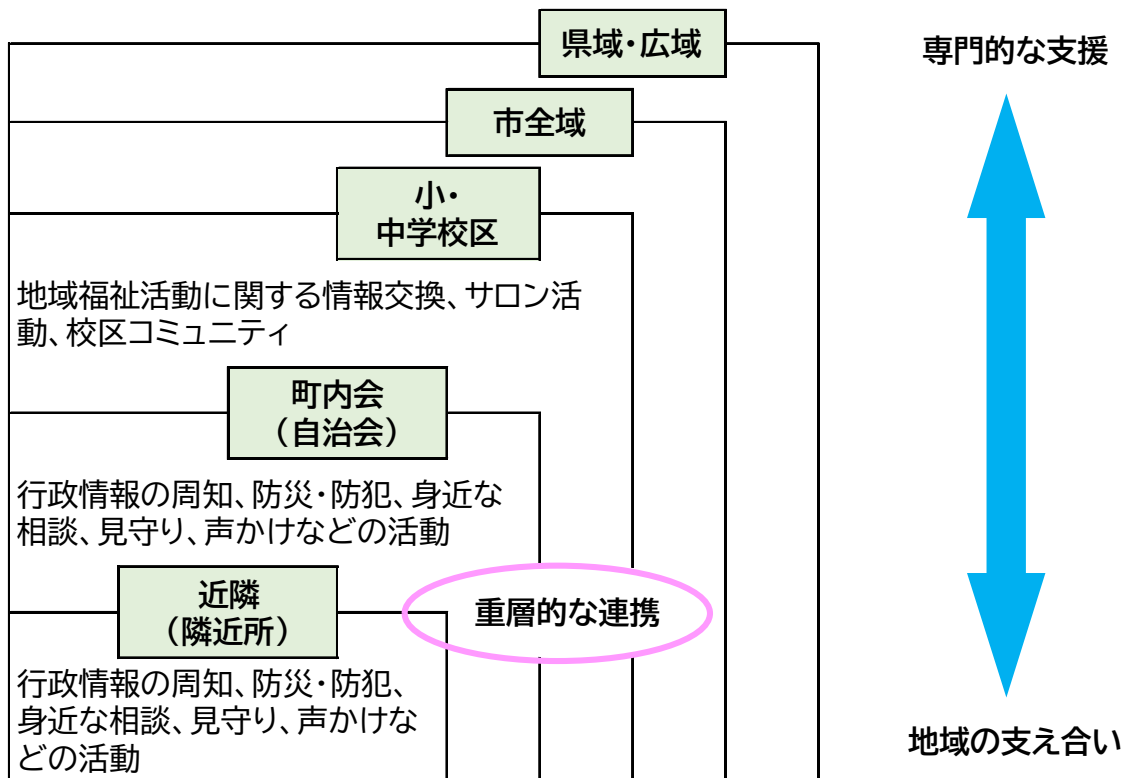 県域・広域
専門的な支援
市全域
小・
中学校区
地域福祉活動に関する情報交換、サロン活
動、校区コミュニティ
町内会
（自治会）
行政情報の周知、防災・防犯、身近な
相談、見守り、声かけなどの活動
近隣
（隣近所）
重層的な連携
行政情報の周知、防災・防犯、
身近な相談、見守り、声かけな
どの活動
地域の支え合い